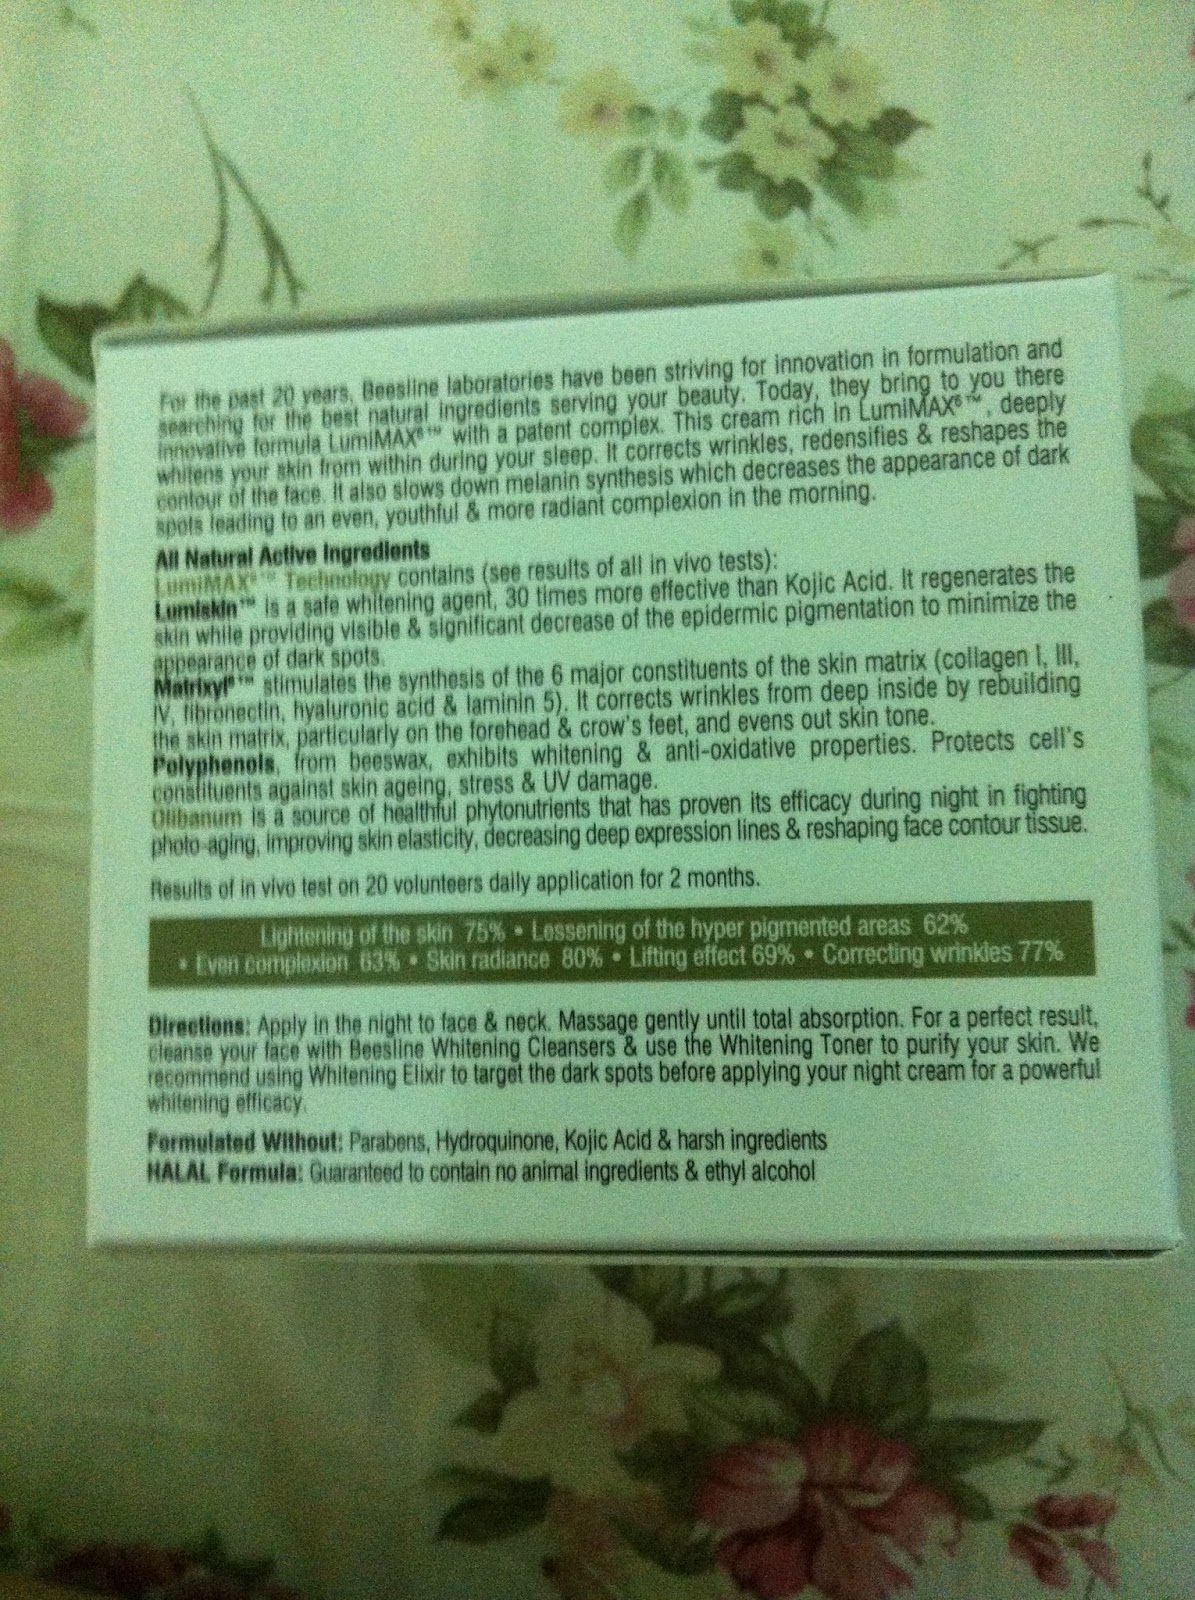 For the past 20 years, Beesline laboratories have been striving for innovation in formulation and
searching for the best natural ingredients serving your beauty. Today, they bring to you there
innovative formula LumiMAX⁶™ with a patent complex. This cream rich in LumiMAX⁶™, deeply
whitens your skin from within during your sleep. It corrects wrinkles, redensifies & reshapes the
contour of the face. It also slows down melanin synthesis which decreases the appearance of dark
spots leading to an even, youthful & more radiant complexion in the morning.
All Natural Active Ingredients
LumiMAX⁶™ Technology contains (see results of all in vivo tests):
Lumiskin™ is a safe whitening agent, 30 times more effective than Kojic Acid. It regenerates the
skin while providing visible & significant decrease of the epidermic pigmentation to minimize the
appearance of dark spots.
Matrixyl®™ stimulates the synthesis of the 6 major constituents of the skin matrix (collagen I, III,
IV, fibronectin, hyaluronic acid & laminin 5). It corrects wrinkles from deep inside by rebuilding
the skin matrix, particularly on the forehead & crow's feet, and evens out skin tone.
Polyphenols, from beeswax, exhibits whitening & anti-oxidative properties. Protects cell's
constituents against skin ageing, stress & UV damage.
Olibanum is a source of healthful phytonutrients that has proven its efficacy during night in fighting
photo-aging, improving skin elasticity, decreasing deep expression lines & reshaping face contour tissue.
Results of in vivo test on 20 volunteers daily application for 2 months.
Lightening of the skin 75% • Lessening of the hyper pigmented areas 62%
• Even complexion 63% • Skin radiance 80% • Lifting effect 69% • Correcting wrinkles 77%
Directions: Apply in the night to face & neck. Massage gently until total absorption. For a perfect result,
cleanse your face with Beesline Whitening Cleansers & use the Whitening Toner to purify your skin. We
recommend using Whitening Elixir to target the dark spots before applying your night cream for a powerful
whitening efficacy.
Formulated Without: Parabens, Hydroquinone, Kojic Acid & harsh ingredients
HALAL Formula: Guaranteed to contain no animal ingredients & ethyl alcohol